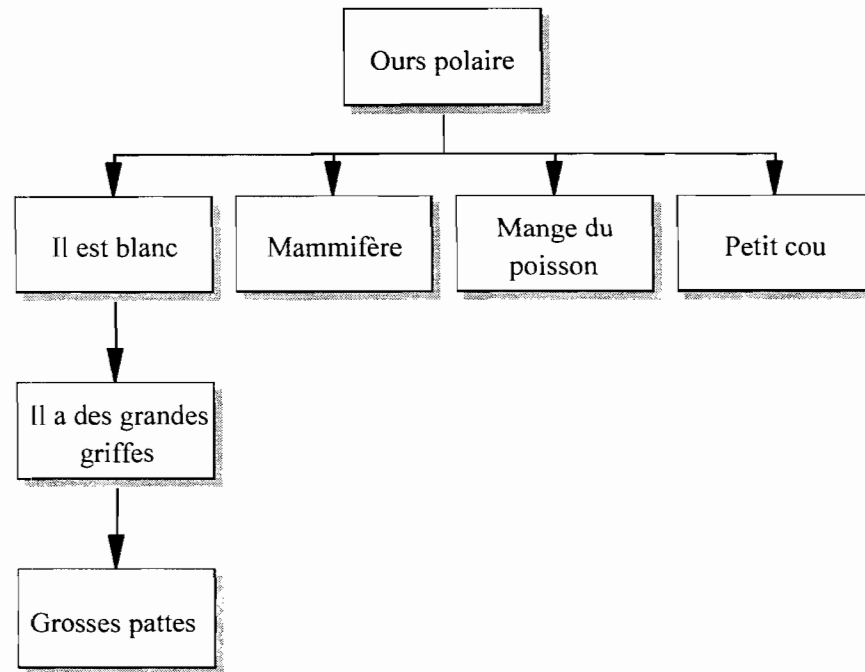 Ours polaire
Il est blanc
Mammifère
Mange du
poisson
Petit cou
Il a des grandes
griffes
Grosses pattes